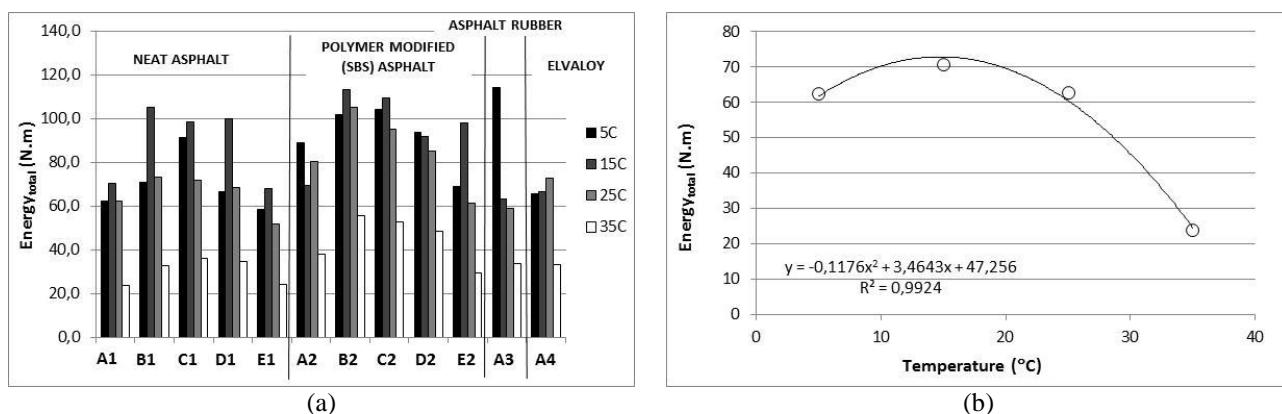 ASPHALT RUBBER
140,0
120,0
100,0
80,0
60,0
40,0
20,0
0,0
Energytotal (N.m)
NEAT ASPHALT
POLYMER MODIFIED
(SBS) ASPHALT
ELVALOY
5C
15C
25C
35C
A1 B1 C1 D1 E1 A2 B2 C2 D2 E2 A3 A4
(a)
80
70
60
50
40
30
20
10
0
Energytotal (N.m)
y = -0,1176x² + 3,4643x + 47,256
R² = 0,9924
0 10 20 30 40
Temperature (°C)
(b)